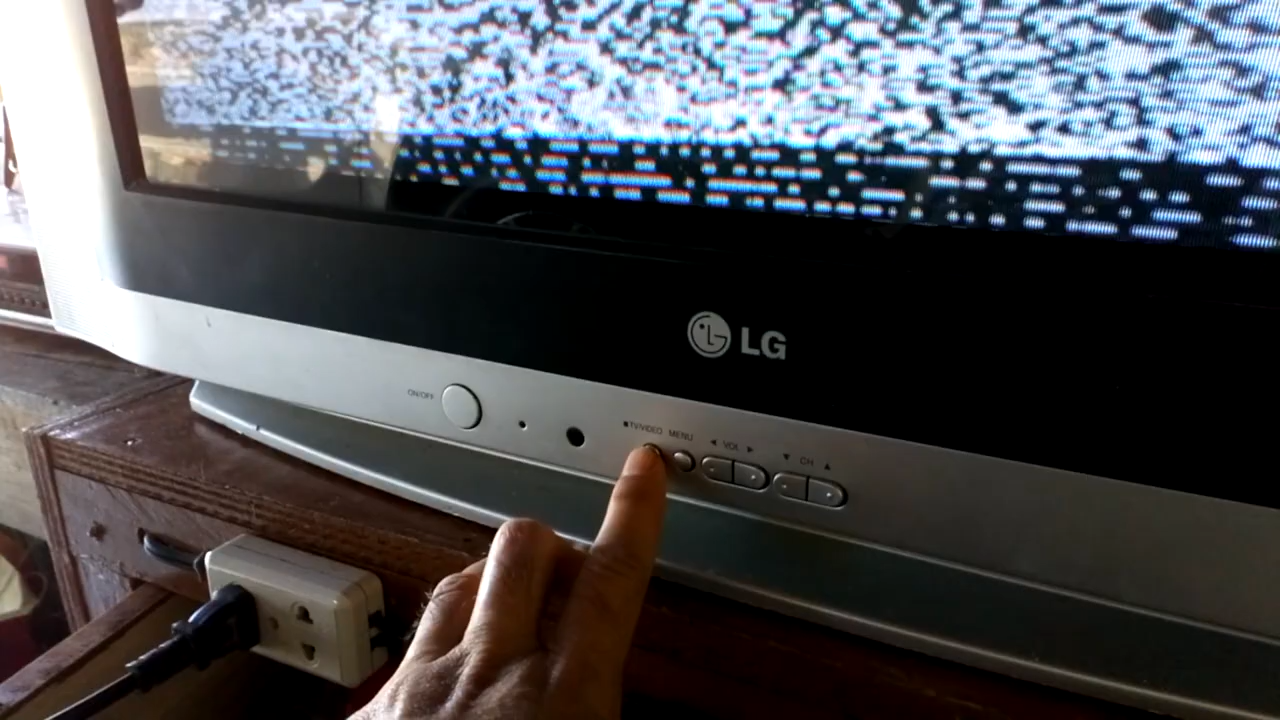 LG
ON/OFF
■ TV/VIDEO MENU ◄ VOL ► ▼ CH ▲